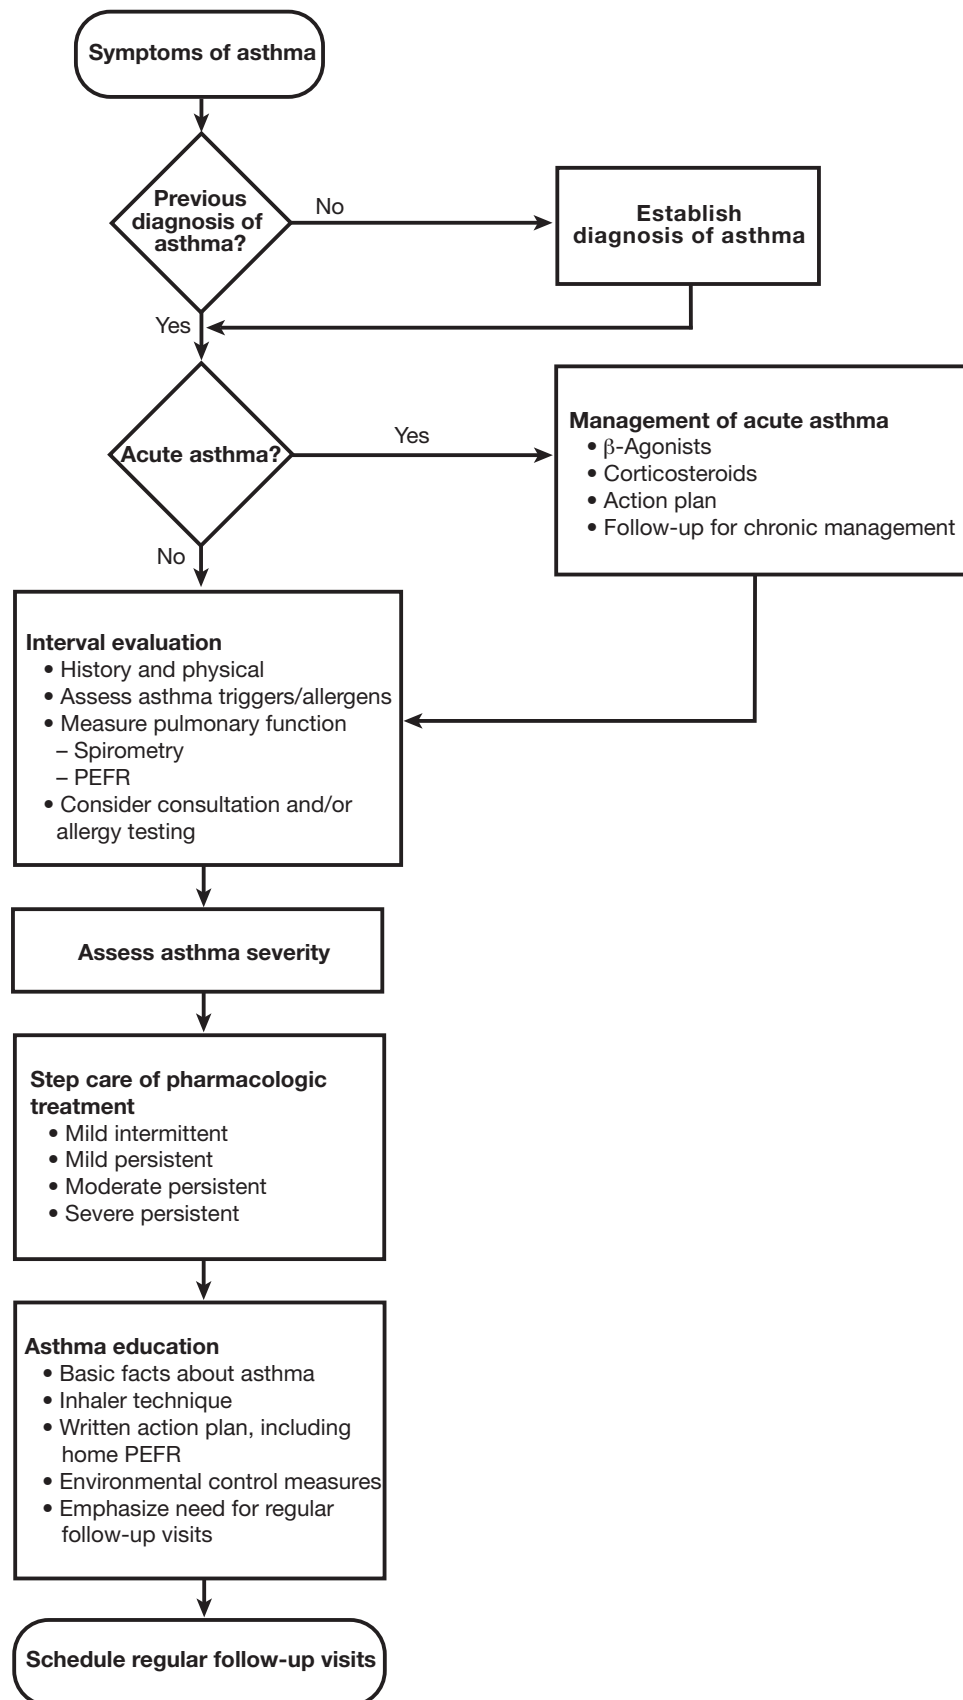 Symptoms of asthma
Previous
diagnosis of
asthma?
No
Establish
diagnosis of asthma
Yes
Acute asthma?
Yes
Management of acute asthma
• β-Agonists
• Corticosteroids
• Action plan
• Follow-up for chronic management
No
Interval evaluation
• History and physical
• Assess asthma triggers/allergens
• Measure pulmonary function
– Spirometry
– PEFR
• Consider consultation and/or
allergy testing
Assess asthma severity
Step care of pharmacologic
treatment
• Mild intermittent
• Mild persistent
• Moderate persistent
• Severe persistent
Asthma education
• Basic facts about asthma
• Inhaler technique
• Written action plan, including
home PEFR
• Environmental control measures
• Emphasize need for regular
follow-up visits
Schedule regular follow-up visits